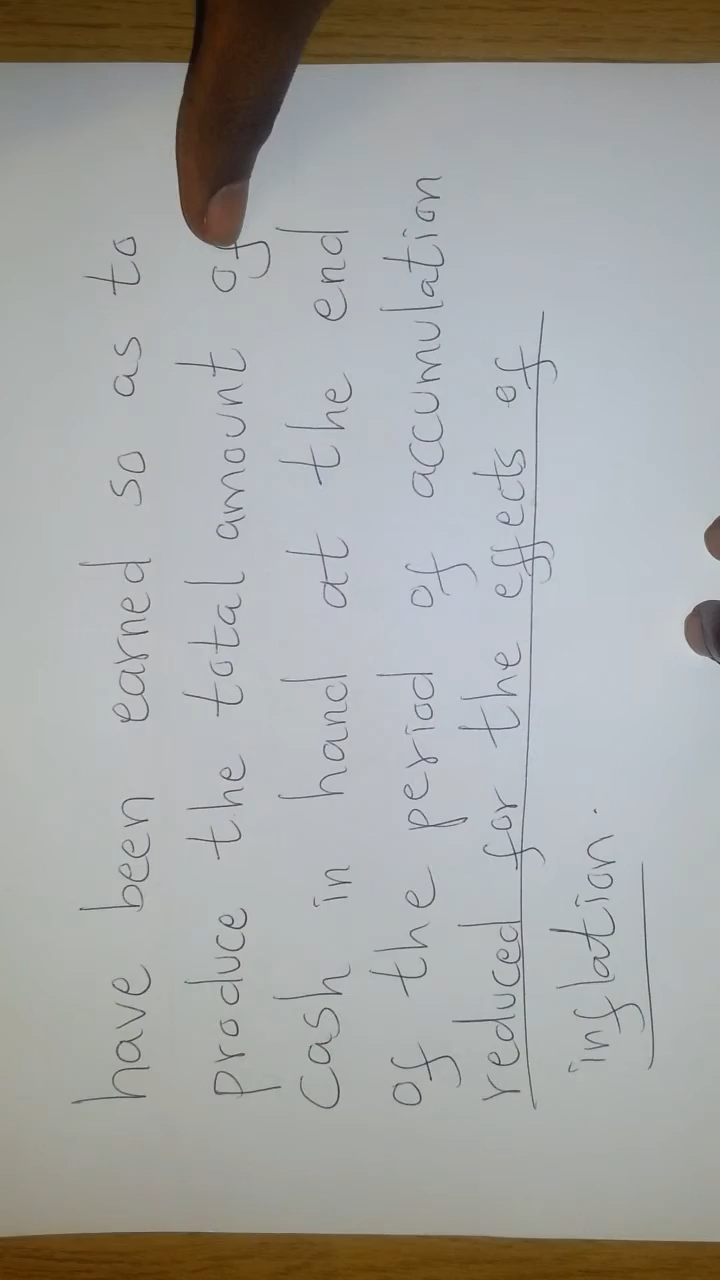 have been earned so as to
produce the total amount of
cash in hand at the end
of the period of accumulation
reduced for the effects of
inflation.